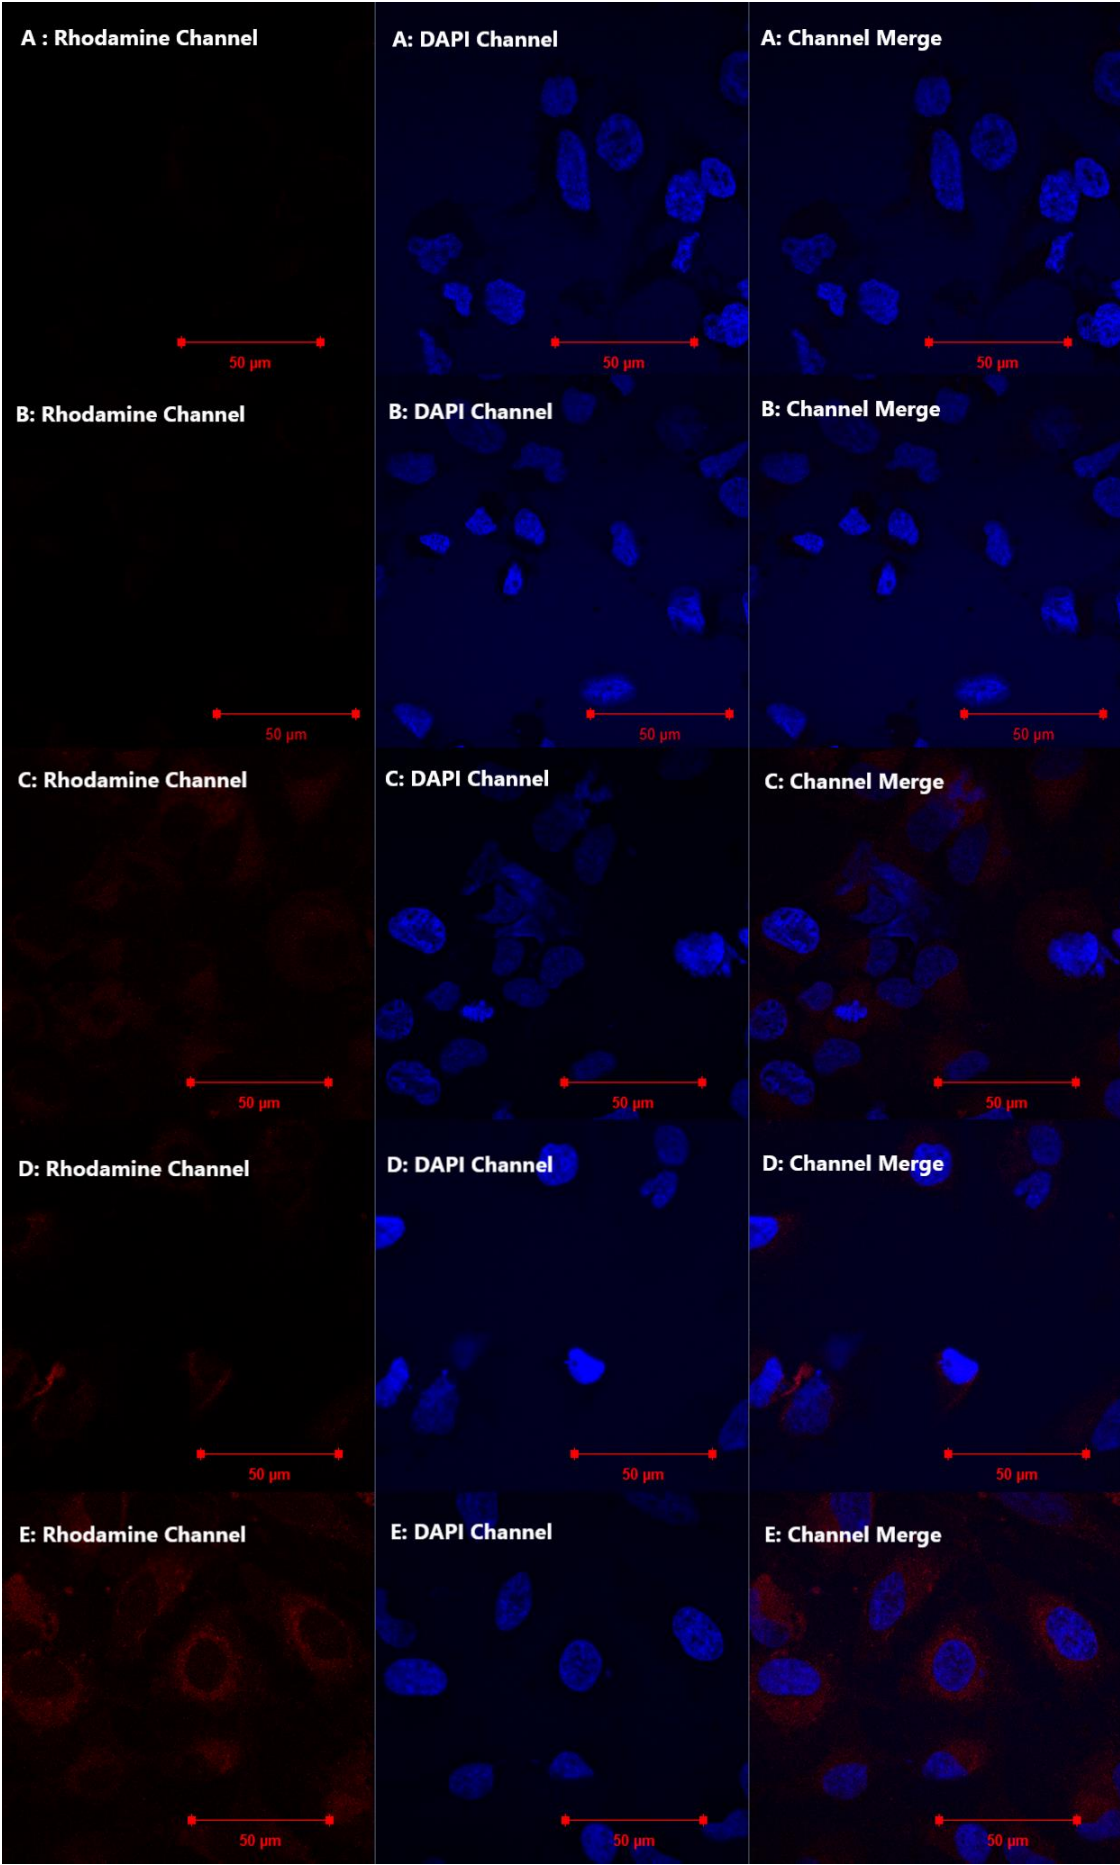 A : Rhodamine Channel
A: DAPI Channel
A: Channel Merge
50 µm
50 µm
50 µm
B: Rhodamine Channel
B: DAPI Channel
B: Channel Merge
50 µm
50 µm
50 µm
C: Rhodamine Channel
C: DAPI Channel
C: Channel Merge
50 µm
50 µm
50 µm
D: Rhodamine Channel
D: DAPI Channel
D: Channel Merge
50 µm
50 µm
50 µm
E: Rhodamine Channel
E: DAPI Channel
E: Channel Merge
50 µm
50 µm
50 µm